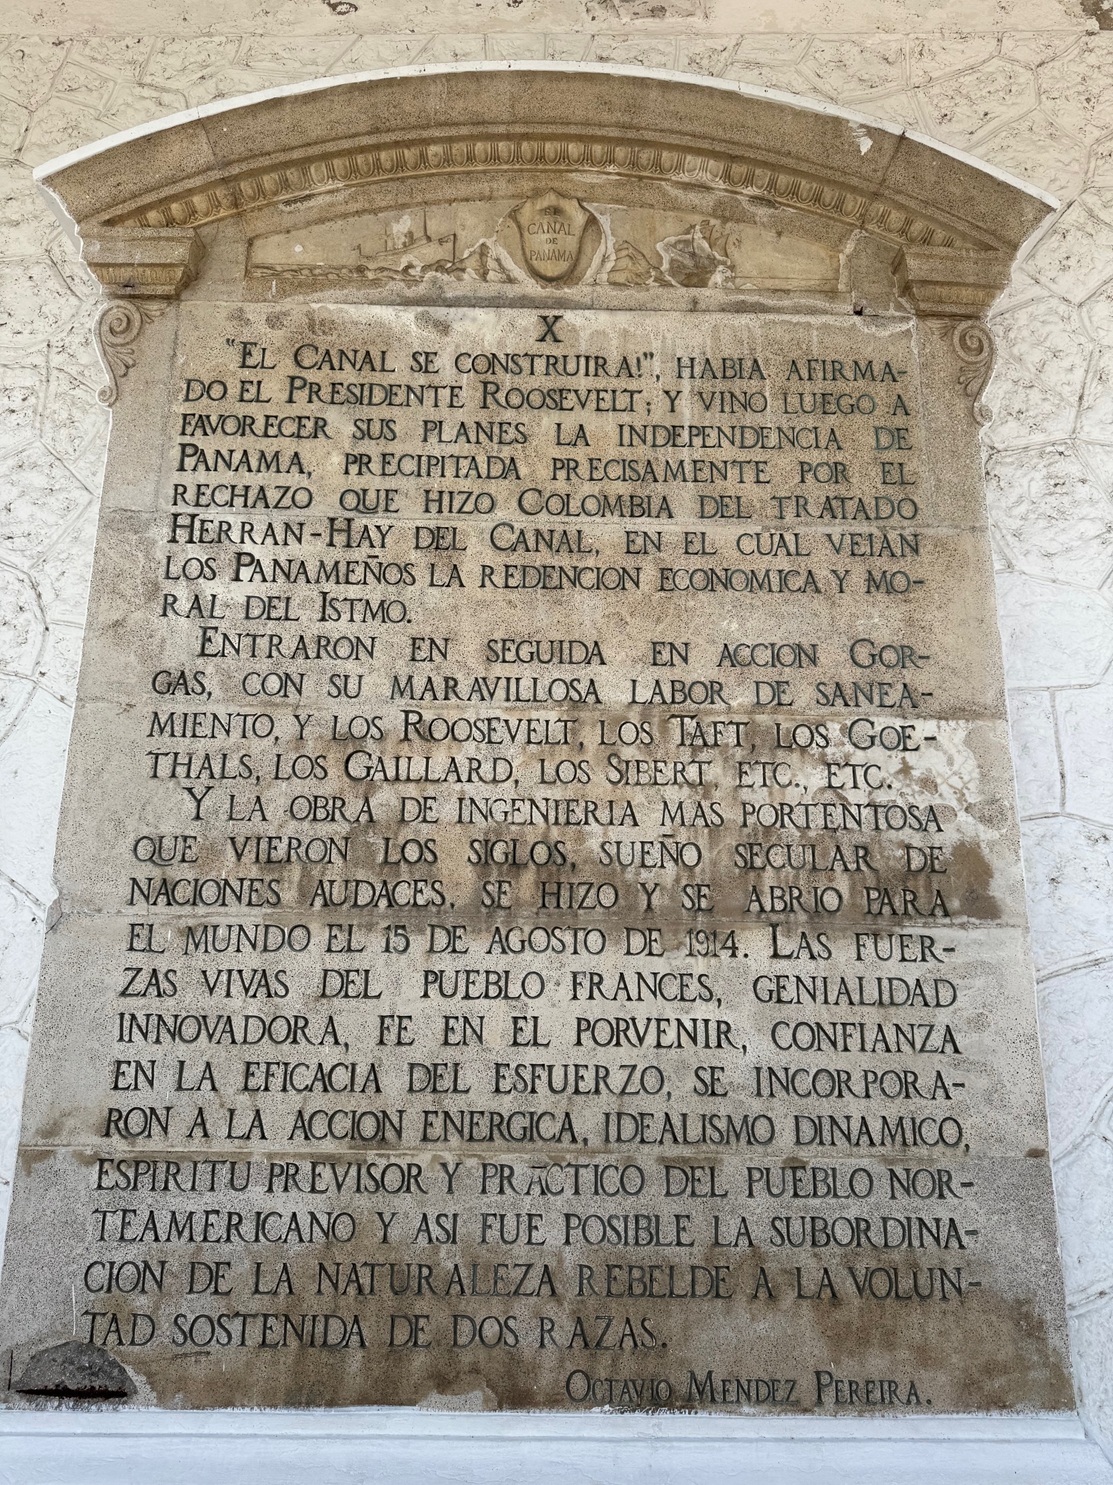 EL
CANAL
DE
PANAMA
X
"EL CANAL SE CONSTRUIRA!", HABIA AFIRMA-
DO EL PRESIDENTE ROOSEVELT; Y VINO LUEGO A
FAVORECER SUS PLANES LA INDEPENDENCIA DE
PANAMA, PRECIPITADA PRECISAMENTE POR EL
RECHAZO QUE HIZO COLOMBIA DEL TRATADO
HERRAN-HAY DEL CANAL, EN EL CUAL VEIAN
LOS PANAMEÑOS LA REDENCION ECONOMICA Y MO-
RAL DEL ISTMO.
ENTRARON EN SEGUIDA EN ACCION GOR-
GAS, CON SU MARAVILLOSA LABOR DE SANEA-
MIENTO, Y LOS ROOSEVELT, LOS TAFT, LOS GOE-
THALS, LOS GAILLARD, LOS SIBERT, ETC., ETC.
Y LA OBRA DE INGENIERIA MAS PORTENTOSA
QUE VIERON LOS SIGLOS, SUEÑO SECULAR DE
NACIONES AUDACES, SE HIZO Y SE ABRIO PARA
EL MUNDO EL 15 DE AGOSTO DE 1914. LAS FUER-
ZAS VIVAS DEL PUEBLO FRANCES, GENIALIDAD
INNOVADORA, FE EN EL PORVENIR, CONFIANZA
EN LA EFICACIA DEL ESFUERZO, SE INCORPORA-
RON A LA ACCION ENERGICA, IDEALISMO DINAMICO,
ESPIRITU PREVISOR Y PRACTICO DEL PUEBLO NOR-
TEAMERICANO Y ASI FUE POSIBLE LA SUBORDINA-
CION DE LA NATURALEZA REBELDE A LA VOLUN-
TAD SOSTENIDA DE DOS RAZAS.
OCTAVIO MENDEZ PEREIRA.